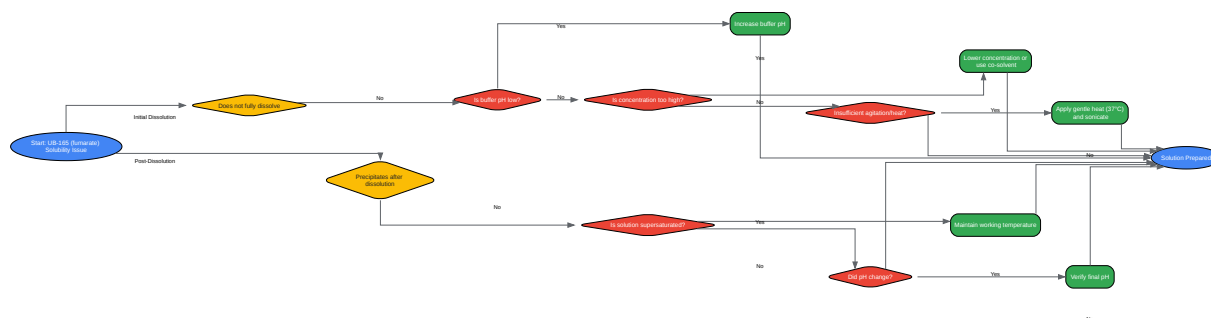 Increase buffer pH
Yes
Yes
Lower concentration or
use co-solvent
Does not fully dissolve
No
Is buffer pH low?
No
Is concentration too high?
No
Insufficient agitation/heat?
Yes
Apply gentle heat (37°C)
and sonicate
Initial Dissolution
Start: UB-165 (fumarate)
Solubility Issue
Post-Dissolution
No
Solution Prepared
Precipitates after
dissolution
No
Is solution supersaturated?
Yes
Maintain working temperature
No
Did pH change?
Yes
Verify final pH